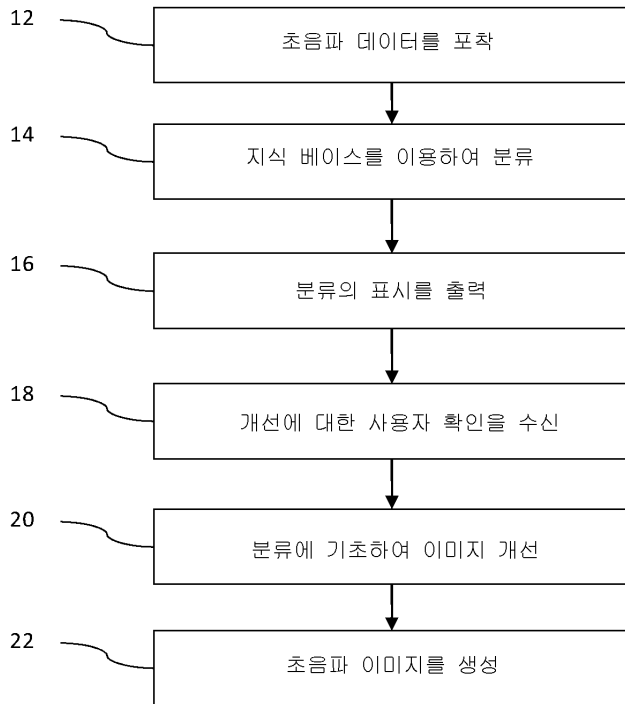 12
초음파 데이터를 포착
14
지식 베이스를 이용하여 분류
16
분류의 표시를 출력
18
개선에 대한 사용자 확인을 수신
20
분류에 기초하여 이미지 개선
22
초음파 이미지를 생성